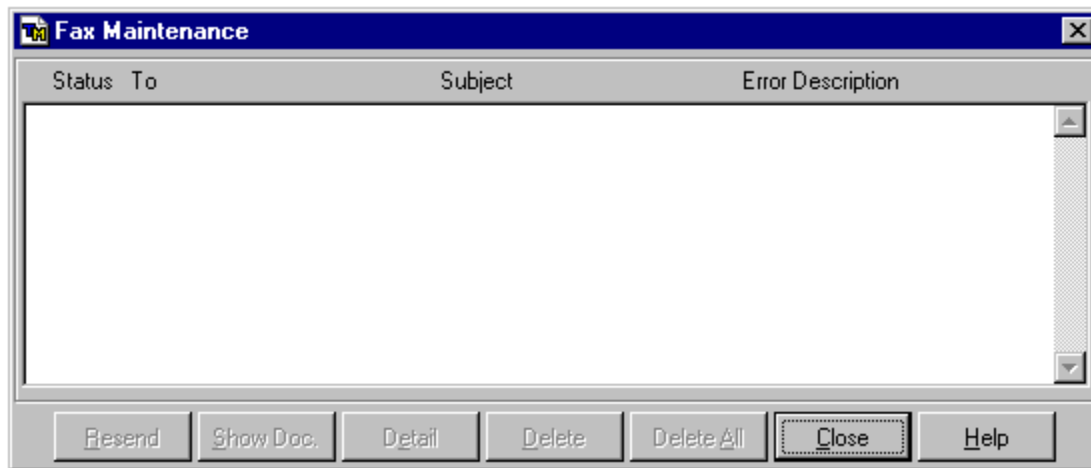 Fax Maintenance
Status To Subject Error Description
Resend Show Doc. Detail Delete Delete All Close Help